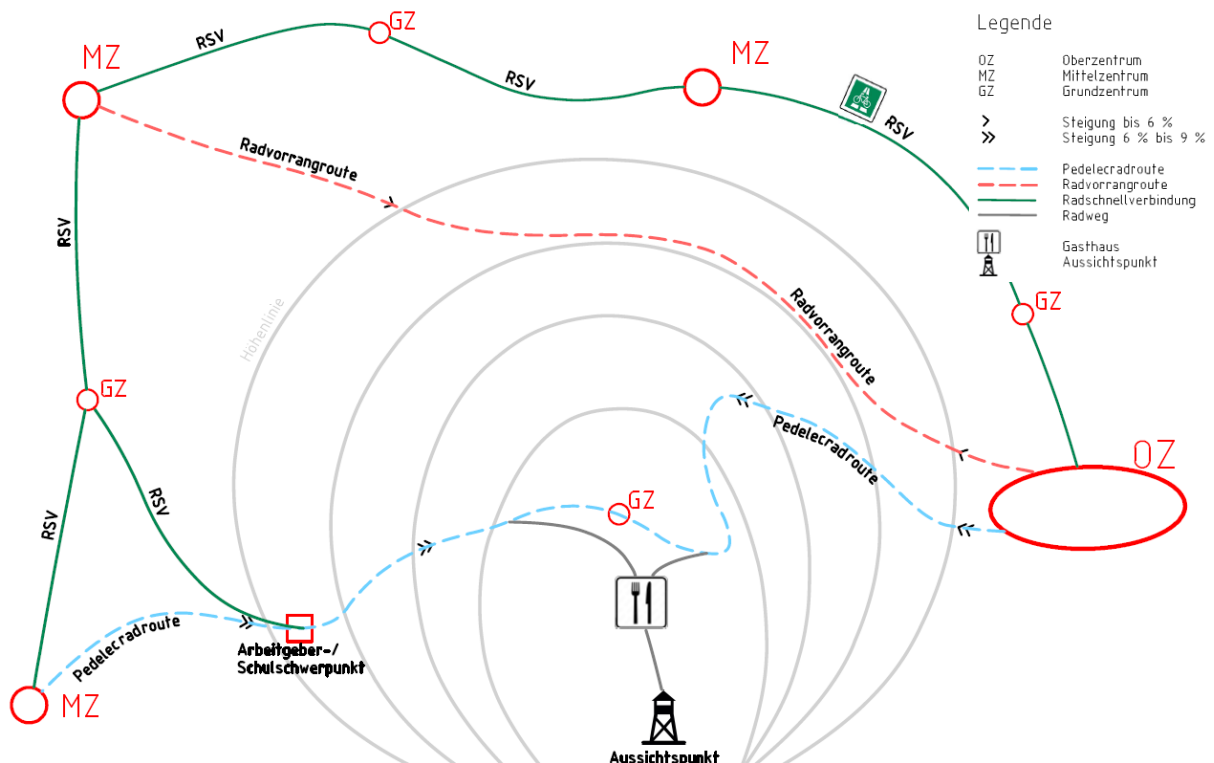 GZ
MZ
RSV
RSV
MZ
RSV
Legende
OZ Oberzentrum
MZ Mittelzentrum
GZ Grundzentrum
Steigung bis 6 %
Steigung 6 % bis 9 %
Pedelecradroute
Radvorrangroute
Radschnellverbindung
Radweg
Gasthaus
Aussichtspunkt
Radvorrangroute
RSV
Höhenlinie
Radvorrangroute
GZ
GZ
Pedelecradroute
OZ
RSV
RSV
GZ
Pedelecradroute
Arbeitgeber-/
Schulschwerpunkt
MZ
Aussichtspunkt